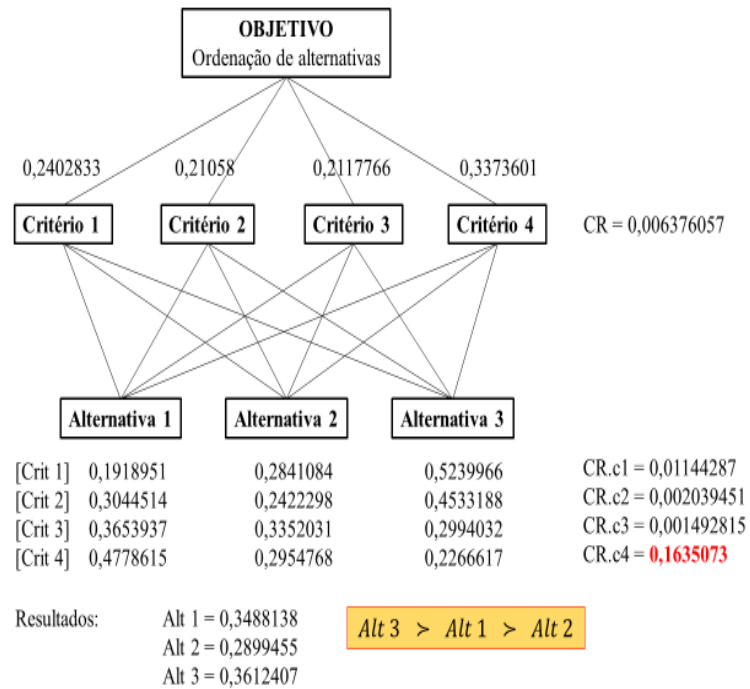 OBJETIVO
Ordenação de alternativas
0,2402833 0,21058 0,2117766 0,3373601
Critério 1 Critério 2 Critério 3 Critério 4 CR = 0,006376057
Alternativa 1 Alternativa 2 Alternativa 3
[Crit 1] 0,1918951 0,2841084 0,5239966 CR.c1 = 0,01144287
[Crit 2] 0,3044514 0,2422298 0,4533188 CR.c2 = 0,002039451
[Crit 3] 0,3653937 0,3352031 0,2994032 CR.c3 = 0,001492815
[Crit 4] 0,4778615 0,2954768 0,2266617 CR.c4 = 0,1635073
Resultados: Alt 1 = 0,3488138 Alt 3 ≻ Alt 1 ≻ Alt 2
Alt 2 = 0,2899455
Alt 3 = 0,3612407